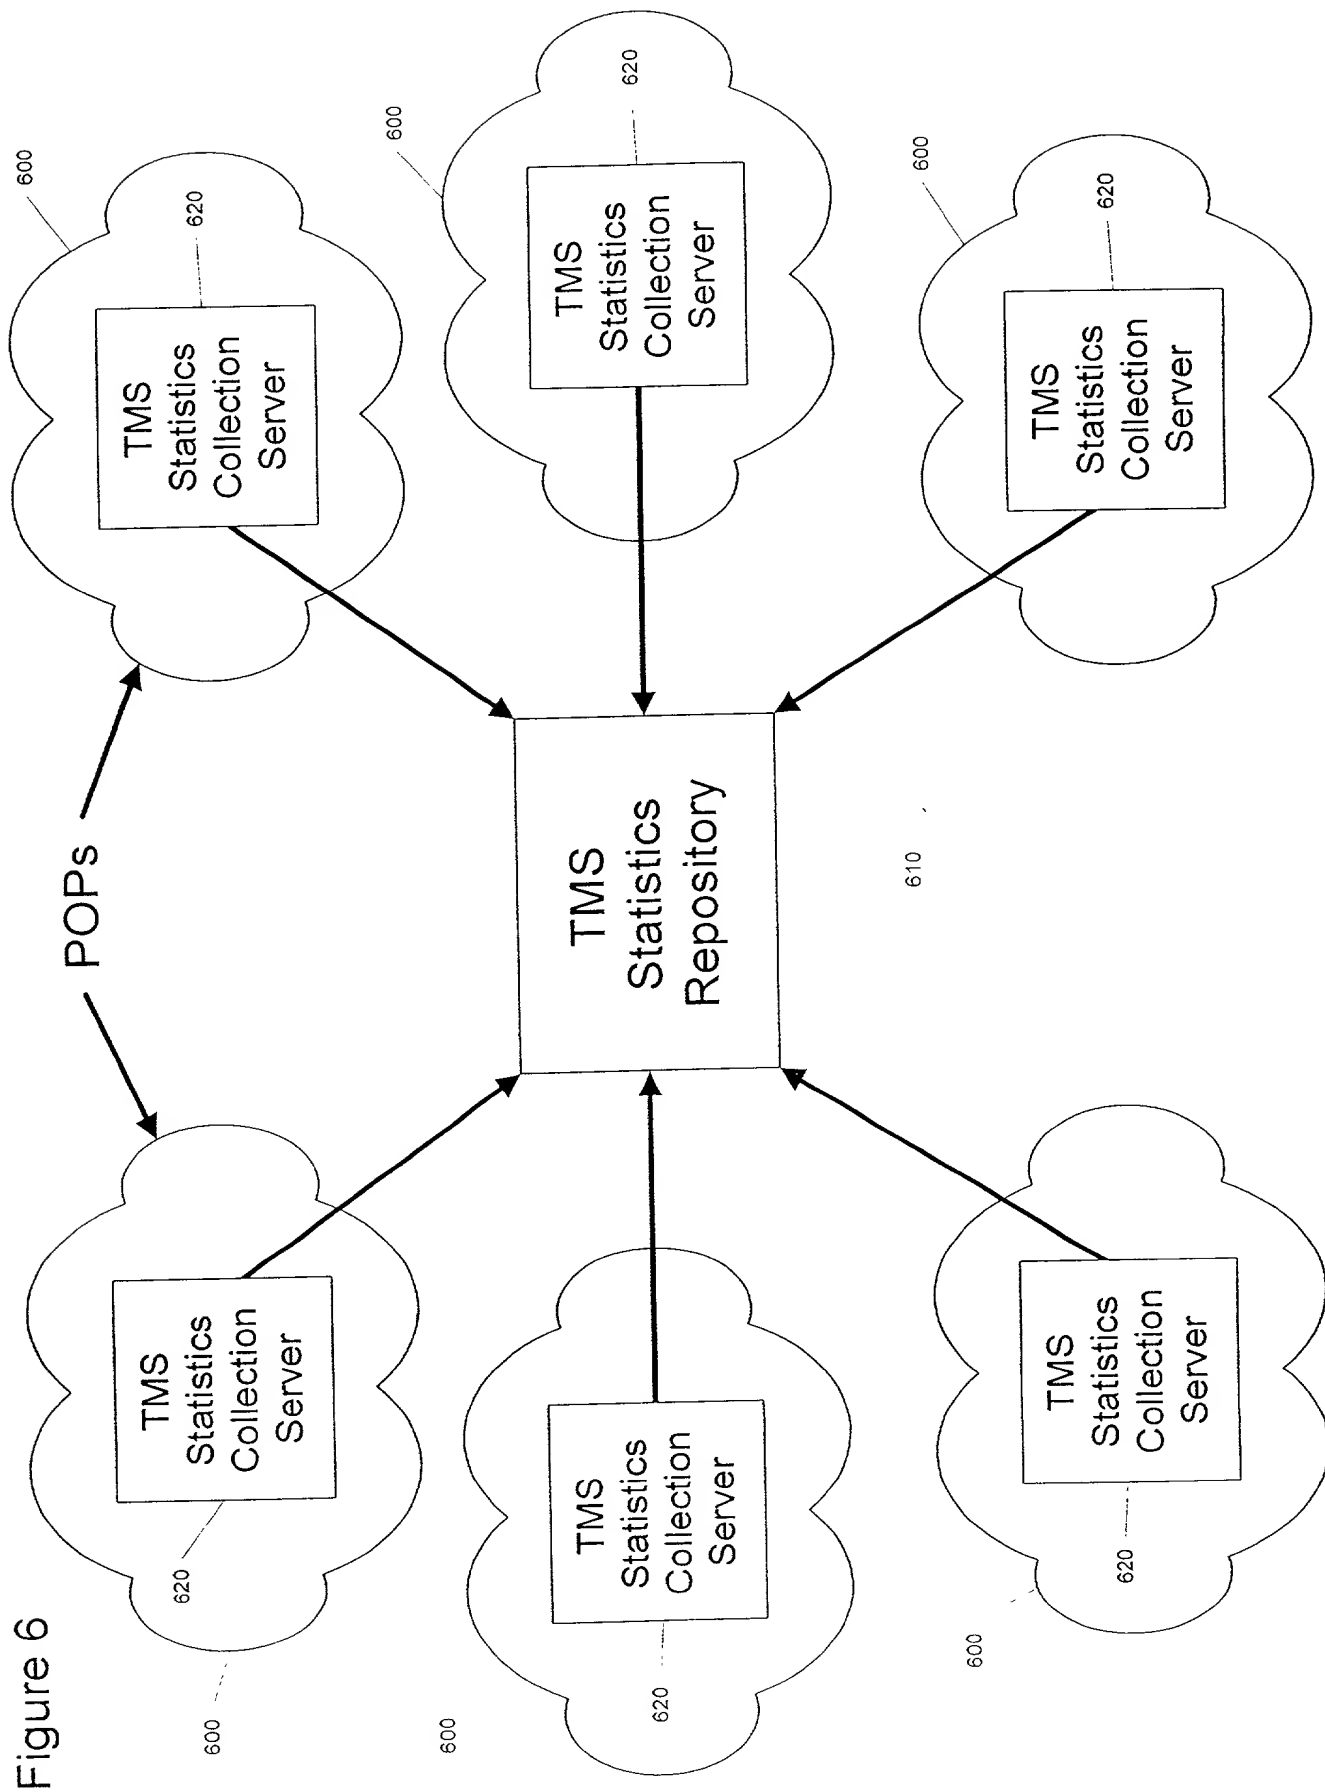 Figure 6
POPs
600
620
TMS
Statistics
Collection
Server
600
620
TMS
Statistics
Collection
Server
600
620
TMS
Statistics
Collection
Server
TMS
Statistics
Repository
610
TMS
Statistics
Collection
Server
620
600
TMS
Statistics
Collection
Server
620
600
TMS
Statistics
Collection
Server
620
600